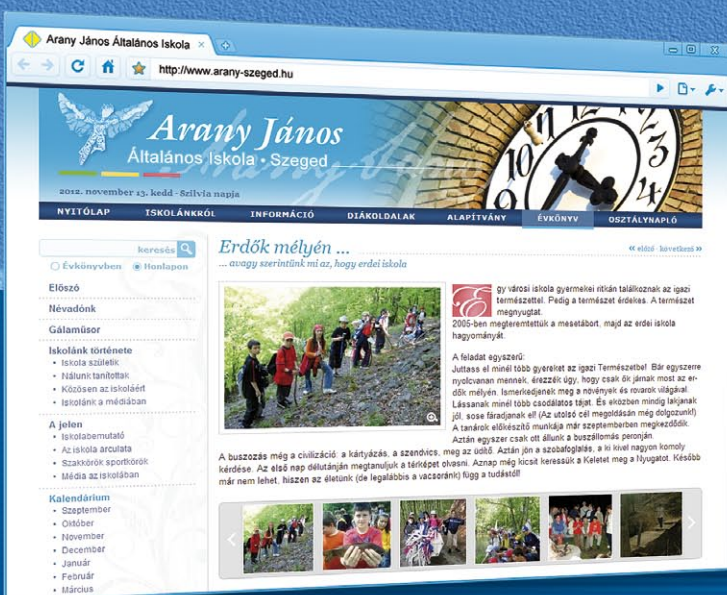 Arany János Általános Iskola
http://www.arany-szeged.hu
Arany János
Általános Iskola • Szeged
2012. november 13. kedd - Szilvia napja
NYITÓLAP ISKOLÁNKRÓL INFORMÁCIÓ DIÁKOLDALAK ALAPÍTVÁNY ÉVKÖNYV OSZTÁLYNAPLÓ
keresés
Évkönyvben Honlapon
Előszó
Névadónk
Gálaműsor
Iskolánk története
• Iskola születik
• Nálunk tanítottak
• Közösen az iskoláért
• Iskolánk a médiában
A jelen
• Iskolabemutató
• Az iskola arculata
• Szakkörök sportkörök
• Média az iskolában
Kalendárium
• Szeptember
• Október
• November
• December
• Január
• Február
• Március
Erdők mélyén ...
« előző · következő »
... avagy szerintünk mi az, hogy erdei iskola
Egy városi iskola gyermekei ritkán találkoznak az igazi
természettel. Pedig a természet érdekes. A természet
megnyugtat.
2005-ben megteremtettük a mesetábort, majd az erdei iskola
hagyományát.
A feladat egyszerű:
Juttass el minél több gyereket az igazi Természetbe! Bár egyszerre
nyolcvanan mennek, érezzék úgy, hogy csak ők járnak most az er-
dők mélyén. Ismerkedjenek meg a növények és rovarok világával.
Lássanak minél több csodálatos tájat. És eközben mindig lakjanak
jól, sose fáradjanak el! (Az utolsó cél megoldásán még dolgozunk!)
A tanárok előkészítő munkája már szeptemberben megkezdődik.
Aztán egyszer csak ott állunk a buszállomás peronján.
A buszozás még a civilizáció: a kártyázás, a szendvics, meg az üdítő. Aztán jön a szobafoglalás, a ki kivel nagyon komoly
kérdése. Az első nap délutánján megtanuljuk a térképet olvasni. Aznap még kicsit keressük a Keletet meg a Nyugatot. Később
már nem lehet, hiszen az életünk (de legalábbis a vacsoránk) függ a tudástól!